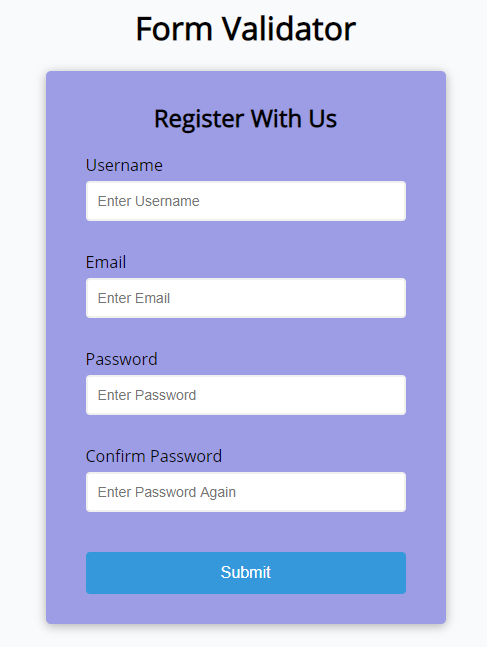 Form Validator
Register With Us
Username
Enter Username
Email
Enter Email
Password
Enter Password
Confirm Password
Enter Password Again
Submit